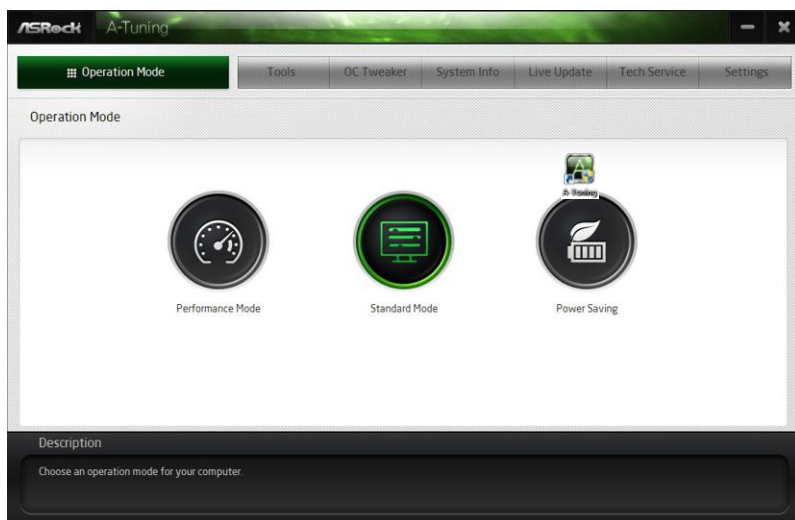 ASRock A-Tuning
Operation Mode Tools OC Tweaker System Info Live Update Tech Service Settings
Operation Mode
A-Tuning
Performance Mode Standard Mode Power Saving
Description
Choose an operation mode for your computer.